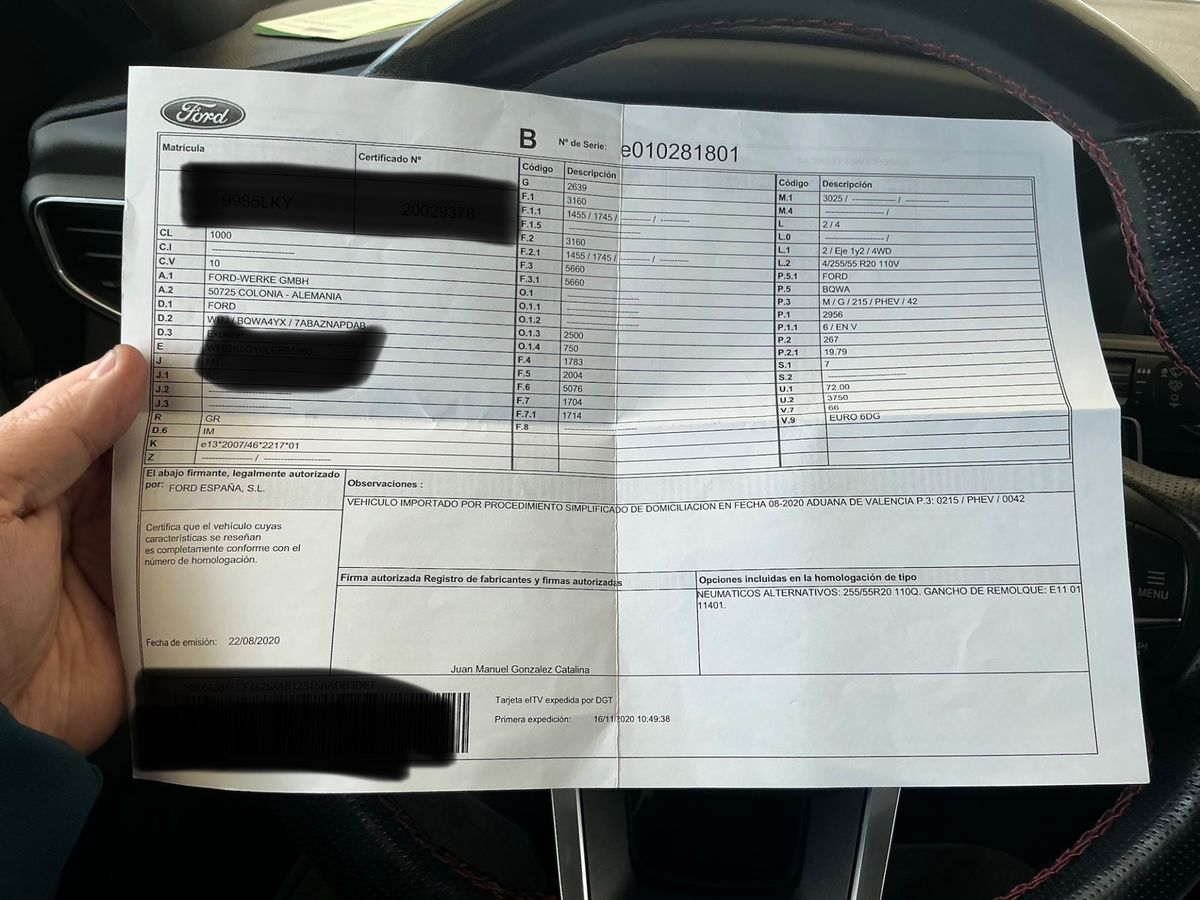 Ford
B Nº de Serie: e010281801
Matrícula Certificado Nº
CL 1000
C.I ----------
C.V 10
A.1 FORD-WERKE GMBH
A.2 50725 COLONIA - ALEMANIA
D.1 FORD
D.2 WUJ / BQWA4YX / 7ABAZNAPDAB
D.3
E
J
J.1
J.2 ----------
J.3 ----------
R GR
D.6 IM
K e13*2007/46*2217*01
Z ---------- / ----------
Código Descripción
G 2639
F.1 3160
F.1.1 1455 / 1745 / ---------- / ----------
F.1.5 ----------
F.2 3160
F.2.1 1455 / 1745 / ---------- / ----------
F.3 5660
F.3.1 5660
O.1 ----------
O.1.1 ----------
O.1.2 ----------
O.1.3 2500
O.1.4 750
F.4 1783
F.5 2004
F.6 5076
F.7 1704
F.7.1 1714
F.8 ----------
Código Descripción
M.1 3025 / ---------- / ----------
M.4 ---------- /
L 2 / 4
L.0 ---------- /
L.1 2 / Eje 1y2 / 4WD
L.2 4/255/55 R20 110V
P.5.1 FORD
P.5 BQWA
P.3 M / G / 215 / PHEV / 42
P.1 2956
P.1.1 6 / EN V
P.2 267
P.2.1 19.79
S.1 7
S.2 ----------
U.1 72.00
U.2 3750
V.7 66
V.9 EURO 6DG
El abajo firmante, legalmente autorizado
por: FORD ESPAÑA, S.L.
Certifica que el vehículo cuyas
características se reseñan
es completamente conforme con el
número de homologación.
Fecha de emisión: 22/08/2020
Observaciones :
VEHICULO IMPORTADO POR PROCEDIMIENTO SIMPLIFICADO DE DOMICILIACION EN FECHA 08-2020 ADUANA DE VALENCIA P.3: 0215 / PHEV / 0042
Firma autorizada Registro de fabricantes y firmas autorizadas
Juan Manuel Gonzalez Catalina
Opciones incluidas en la homologación de tipo
NEUMATICOS ALTERNATIVOS: 255/55R20 110Q. GANCHO DE REMOLQUE: E11 01
11401.
Tarjeta eITV expedida por DGT
Primera expedición: 16/11/2020 10:49:38
MENU